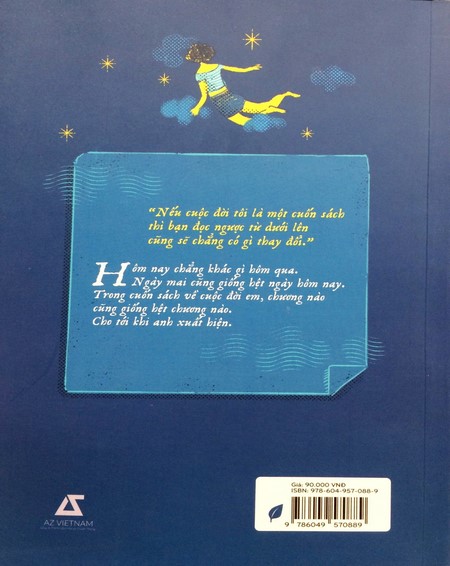 “Nếu cuộc đời tôi là một cuốn sách
thì bạn đọc ngược từ dưới lên
cũng sẽ chẳng có gì thay đổi.”
Hôm nay chẳng khác gì hôm qua.
Ngày mai cũng giống hệt ngày hôm nay.
Trong cuốn sách về cuộc đời em, chương nào
cũng giống hệt chương nào.
Cho tới khi anh xuất hiện.
Giá: 90.000 VNĐ
ISBN: 978-604-957-088-9
9 786049 570889
AZ VIETNAM